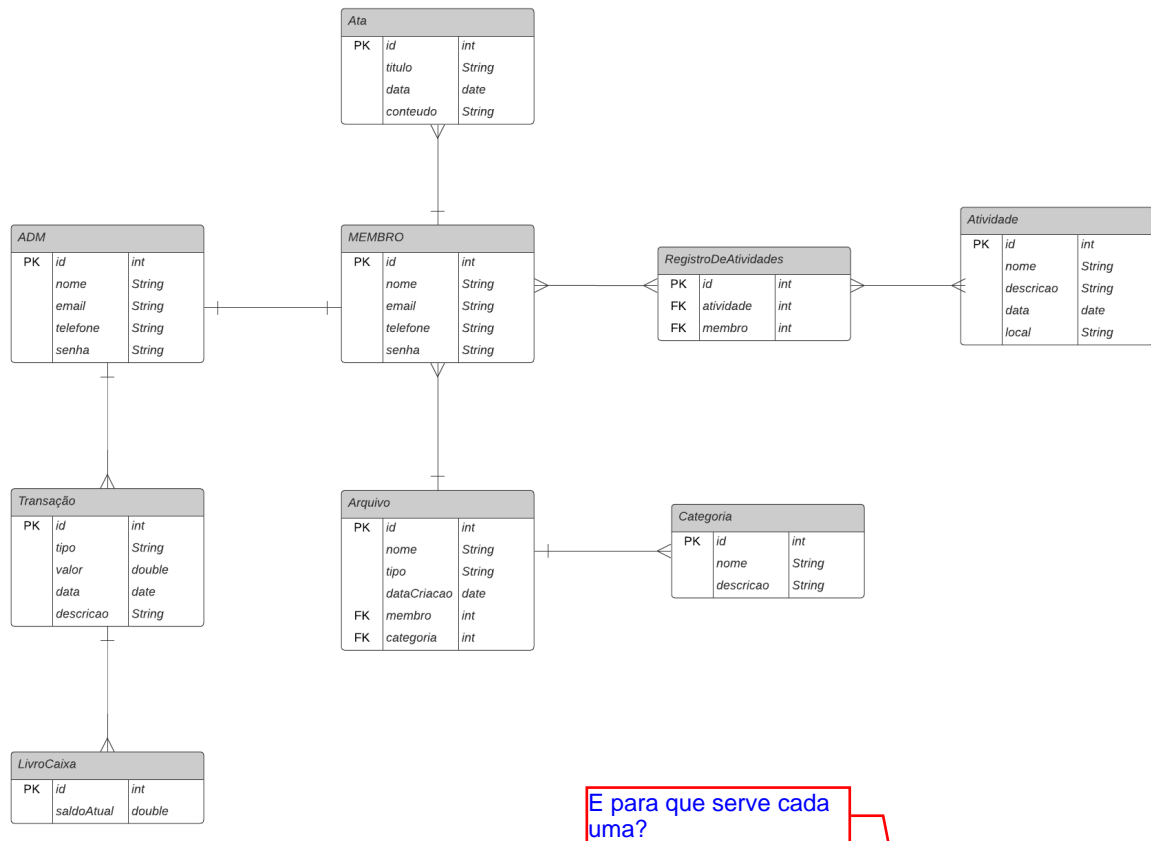 Ata
PK id int
titulo String
data date
conteudo String
ADM
PK id int
nome String
email String
telefone String
senha String
MEMBRO
PK id int
nome String
email String
telefone String
senha String
RegistroDeAtividades
PK id int
FK atividade int
FK membro int
Atividade
PK id int
nome String
descricao String
data date
local String
Transação
PK id int
tipo String
valor double
data date
descricao String
Arquivo
PK id int
nome String
tipo String
dataCriacao date
FK membro int
FK categoria int
Categoria
PK id int
nome String
descricao String
LivroCaixa
PK id int
saldoAtual double
E para que serve cada
uma?